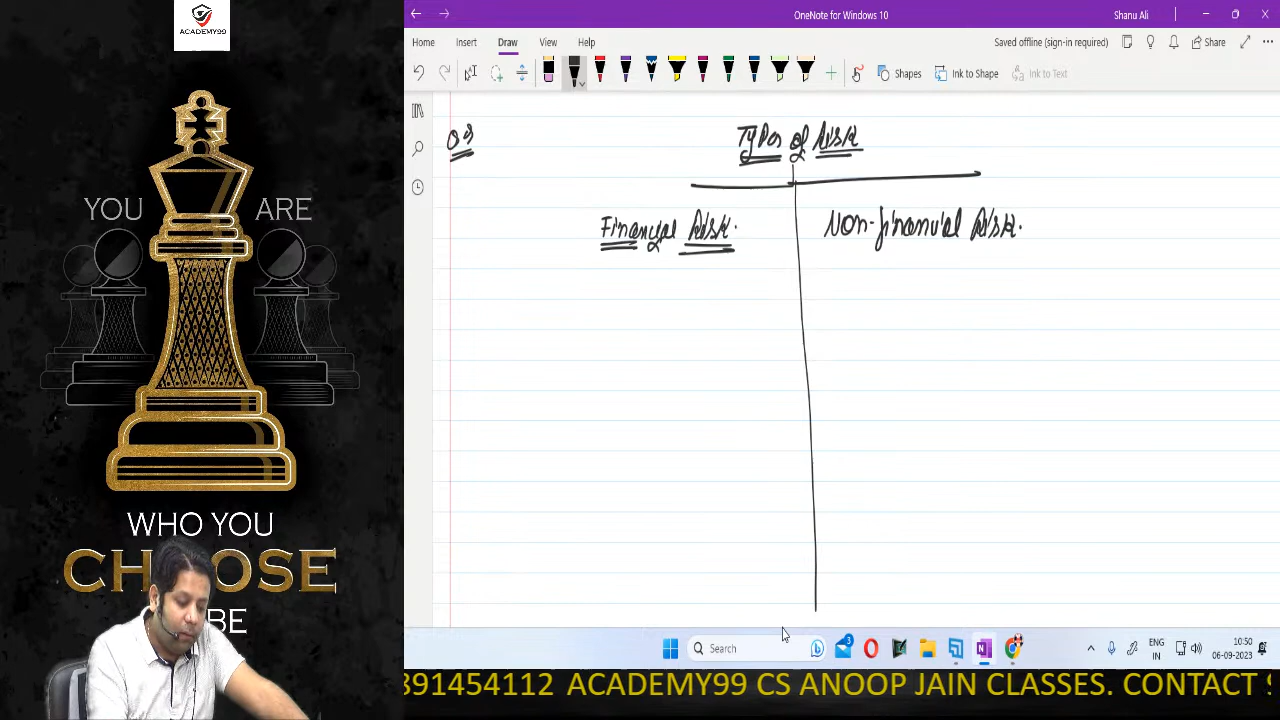 ACADEMY99
YOU ARE
WHO YOU
CHOOSE
BE
OneNote for Windows 10
Shanu Ali
Home Insert Draw View Help
Saved offline (sign-in required)
Share
Shapes
Ink to Shape
Ink to Text
Types of Risk
Financial Risk.
Non-financial Risk.
Search
3
ENG
IN
10:50
06-09-2023
391454112 ACADEMY99 CS ANOOP JAIN CLASSES. CONTACT